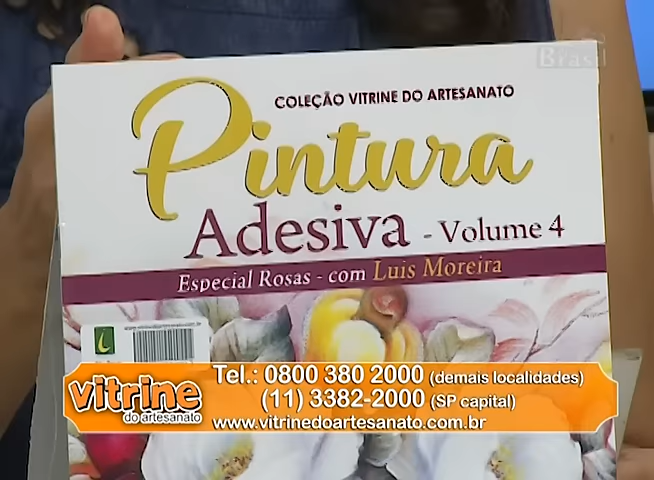 Brasil
COLEÇÃO VITRINE DO ARTESANATO
Pintura
Adesiva - Volume 4
Especial Rosas - com Luis Moreira
vitrine
do artesanato
Tel.: 0800 380 2000 (demais localidades)
(11) 3382-2000 (SP capital)
www.vitrinedoartesanato.com.br